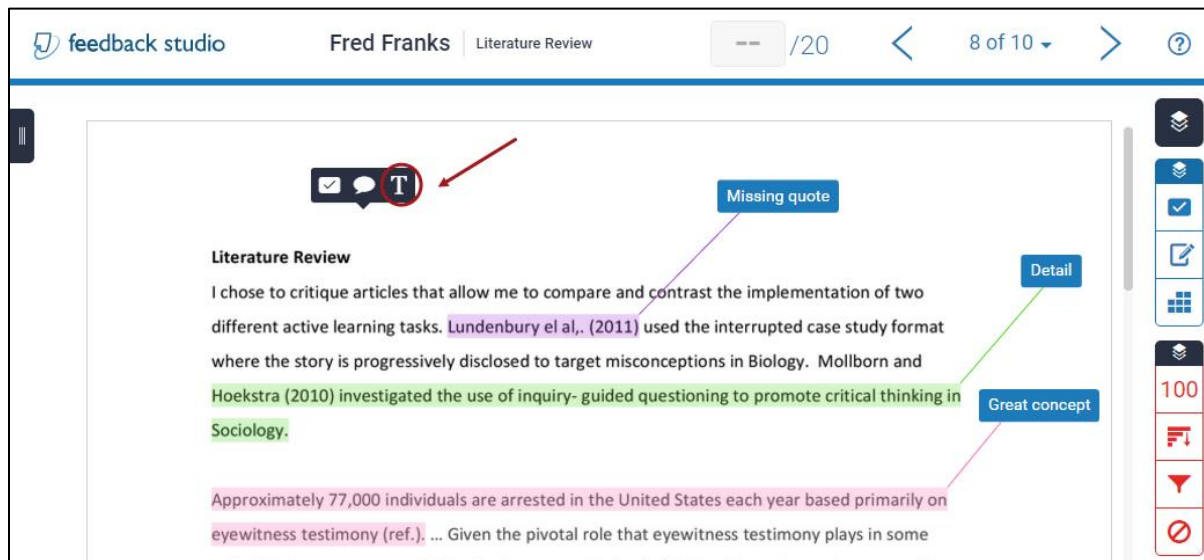 feedback studio
Fred Franks
Literature Review
-- /20
8 of 10
?
T
Missing quote
Literature Review
Detail
I chose to critique articles that allow me to compare and contrast the implementation of two
different active learning tasks. Lundenbury el al,. (2011) used the interrupted case study format
where the story is progressively disclosed to target misconceptions in Biology.  Mollborn and
Hoekstra (2010) investigated the use of inquiry- guided questioning to promote critical thinking in
Great concept
100
Sociology.
Approximately 77,000 individuals are arrested in the United States each year based primarily on
eyewitness testimony (ref.). ... Given the pivotal role that eyewitness testimony plays in some